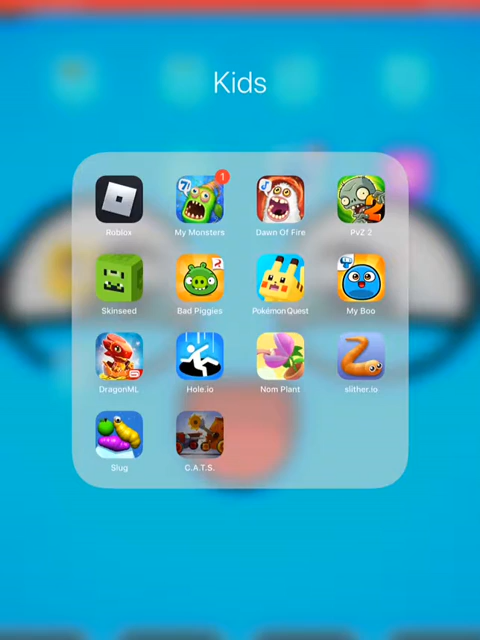 Kids
1
Roblox
My Monsters
Dawn Of Fire
PvZ 2
Skinseed
Bad Piggies
PokémonQuest
My Boo
DragonML
Hole.io
Nom Plant
slither.io
Slug
C.A.T.S.